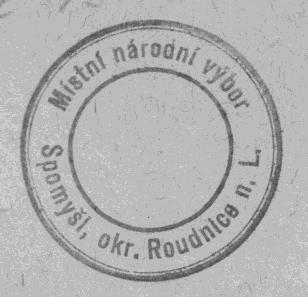 Místní národní výbor
Spomyšl, okr. Roudnice n. L.